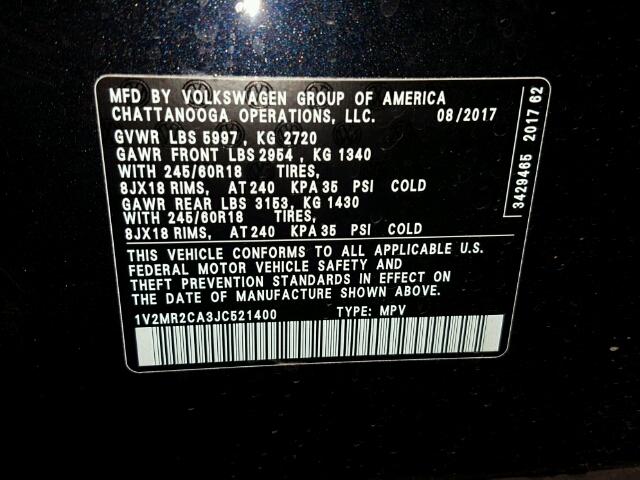 MFD BY VOLKSWAGEN GROUP OF AMERICA
CHATTANOOGA OPERATIONS, LLC. 08/2017
GVWR LBS 5997 , KG 2720
GAWR FRONT LBS 2954 , KG 1340
WITH 245/60R18 TIRES,
8JX18 RIMS, AT 240 KPA 35 PSI COLD
GAWR REAR LBS 3153, KG 1430
WITH 245/60R18 TIRES,
8JX18 RIMS, AT 240 KPA 35 PSI COLD
THIS VEHICLE CONFORMS TO ALL APPLICABLE U.S.
FEDERAL MOTOR VEHICLE SAFETY AND
THEFT PREVENTION STANDARDS IN EFFECT ON
THE DATE OF MANUFACTURE SHOWN ABOVE.
1V2MR2CA3JC521400 TYPE: MPV
3429465 2017 62